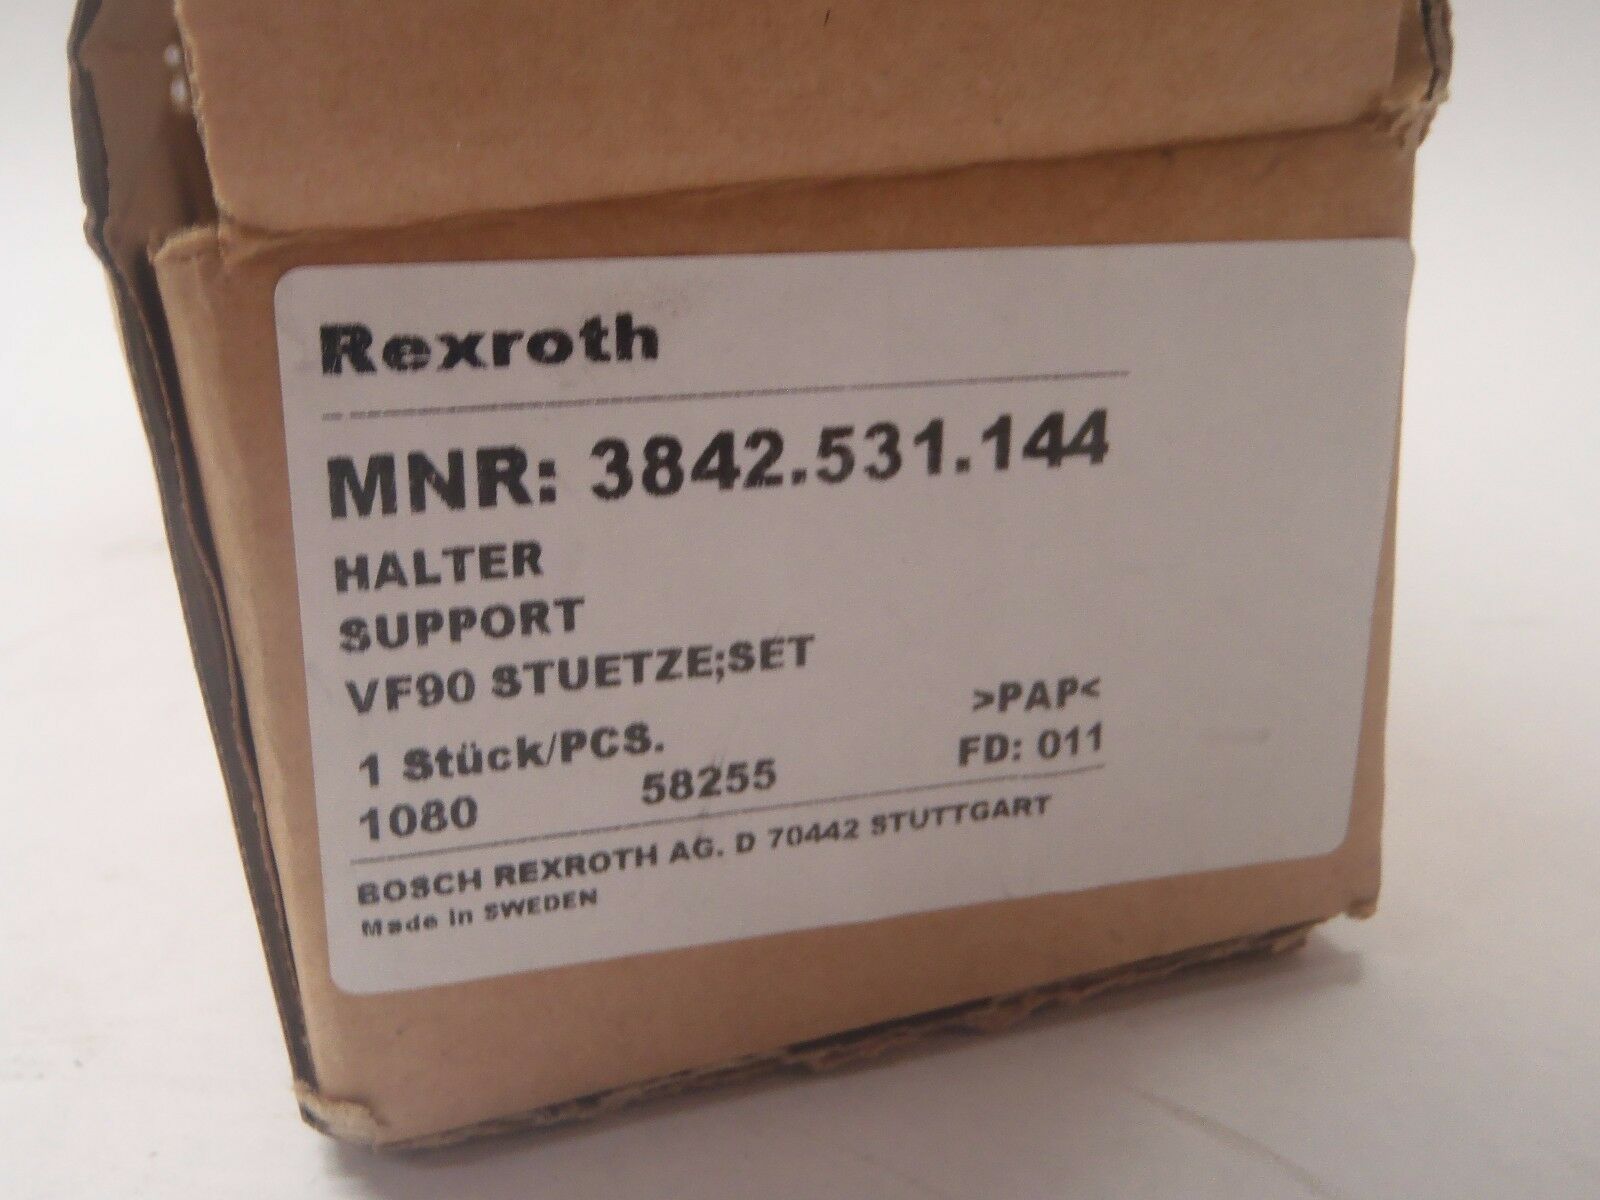 Rexroth
MNR: 3842.531.144
HALTER
SUPPORT
VF90 STUETZE;SET
>PAP<
1 Stück/PCS.
FD: 011
1080 58255
BOSCH REXROTH AG. D 70442 STUTTGART
Made in SWEDEN